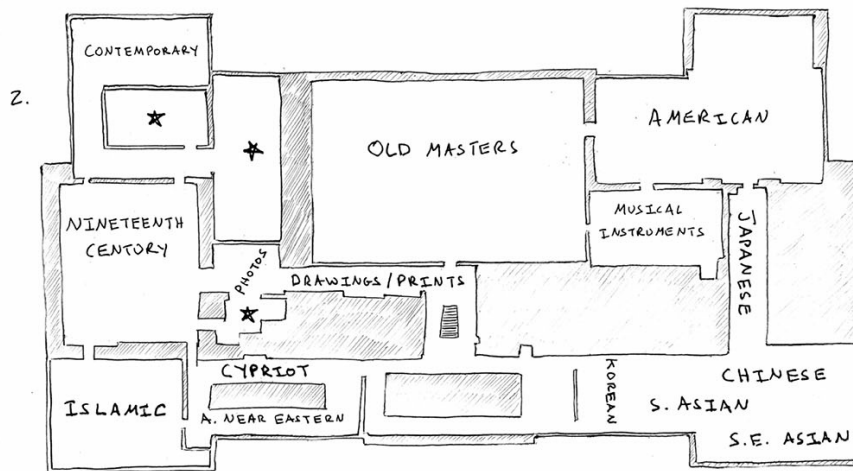 2.
CONTEMPORARY
OLD MASTERS
AMERICAN
NINETEENTH
CENTURY
MUSICAL
INSTRUMENTS
JAPANESE
PHOTOS
DRAWINGS/PRINTS
CYPRIOT
ISLAMIC
A. NEAR EASTERN
KOREAN
CHINESE
S. ASIAN
S.E. ASIAN